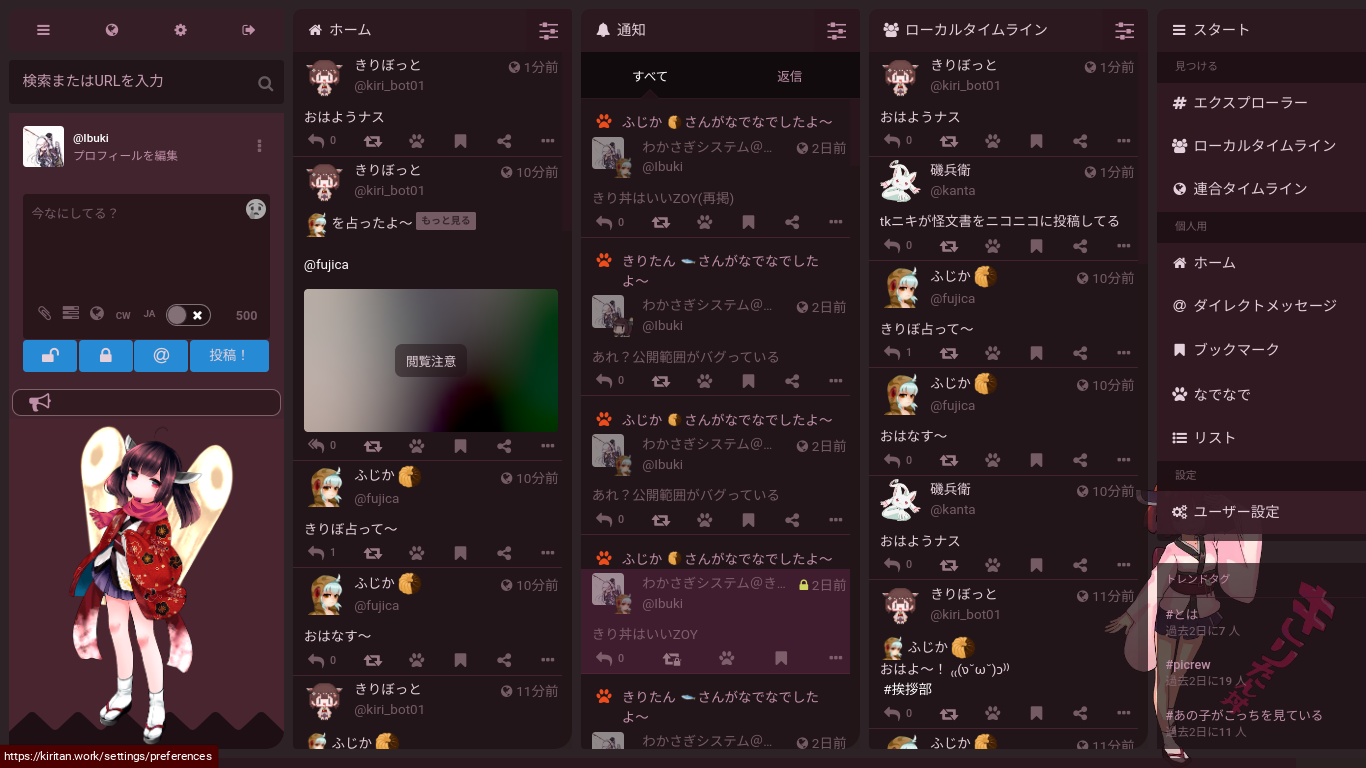 検索またはURLを入力
@Ibuki
プロフィールを編集
今なにしてる？
CW
JA
500
@
投稿！
https://kiritan.work/settings/preferences
ホーム
きりぼっと
1分前
@kiri_bot01
おはようナス
0
きりぼっと
10分前
@kiri_bot01
を占ったよ〜 もっと見る
@fujica
閲覧注意
0
ふじか
10分前
@fujica
きりぼ占って〜
1
ふじか
10分前
@fujica
おはなす〜
0
きりぼっと
11分前
@kiri_bot01
ふじか
通知
すべて
返信
ふじか さんがなでなでしたよ〜
わかさぎシステム@...
2日前
@Ibuki
きり丼はいいZOY(再掲)
0
きりたん さんがなでなでした
よ〜
わかさぎシステム@...
2日前
@Ibuki
あれ？公開範囲がバグっている
0
ふじか さんがなでなでしたよ〜
わかさぎシステム@...
2日前
@Ibuki
あれ？公開範囲がバグっている
0
ふじか さんがなでなでしたよ〜
わかさぎシステム@き...
2日前
@Ibuki
きり丼はいいZOY
0
きりたん さんがなでなでした
よ〜
わかさぎシステム@...
2日前
ローカルタイムライン
きりぼっと
1分前
@kiri_bot01
おはようナス
0
磯兵衛
1分前
@kanta
tkニキが怪文書をニコニコに投稿してる
0
ふじか
10分前
@fujica
きりぼ占って〜
1
ふじか
10分前
@fujica
おはなす〜
0
磯兵衛
10分前
@kanta
おはようナス
0
きりぼっと
11分前
@kiri_bot01
ふじか
おはよ〜！ ₍₍(ʋ˘ω˘)ɔ⁾⁾
#挨拶部
0
ふじか
11分前
スタート
見つける
エクスプローラー
ローカルタイムライン
連合タイムライン
個人用
ホーム
@ ダイレクトメッセージ
ブックマーク
なでなで
リスト
設定
ユーザー設定
トレンドタグ
#とは
過去2日に7 人
#picrew
過去2日に19 人
#あの子がこっちを見ている
過去2日に11 人